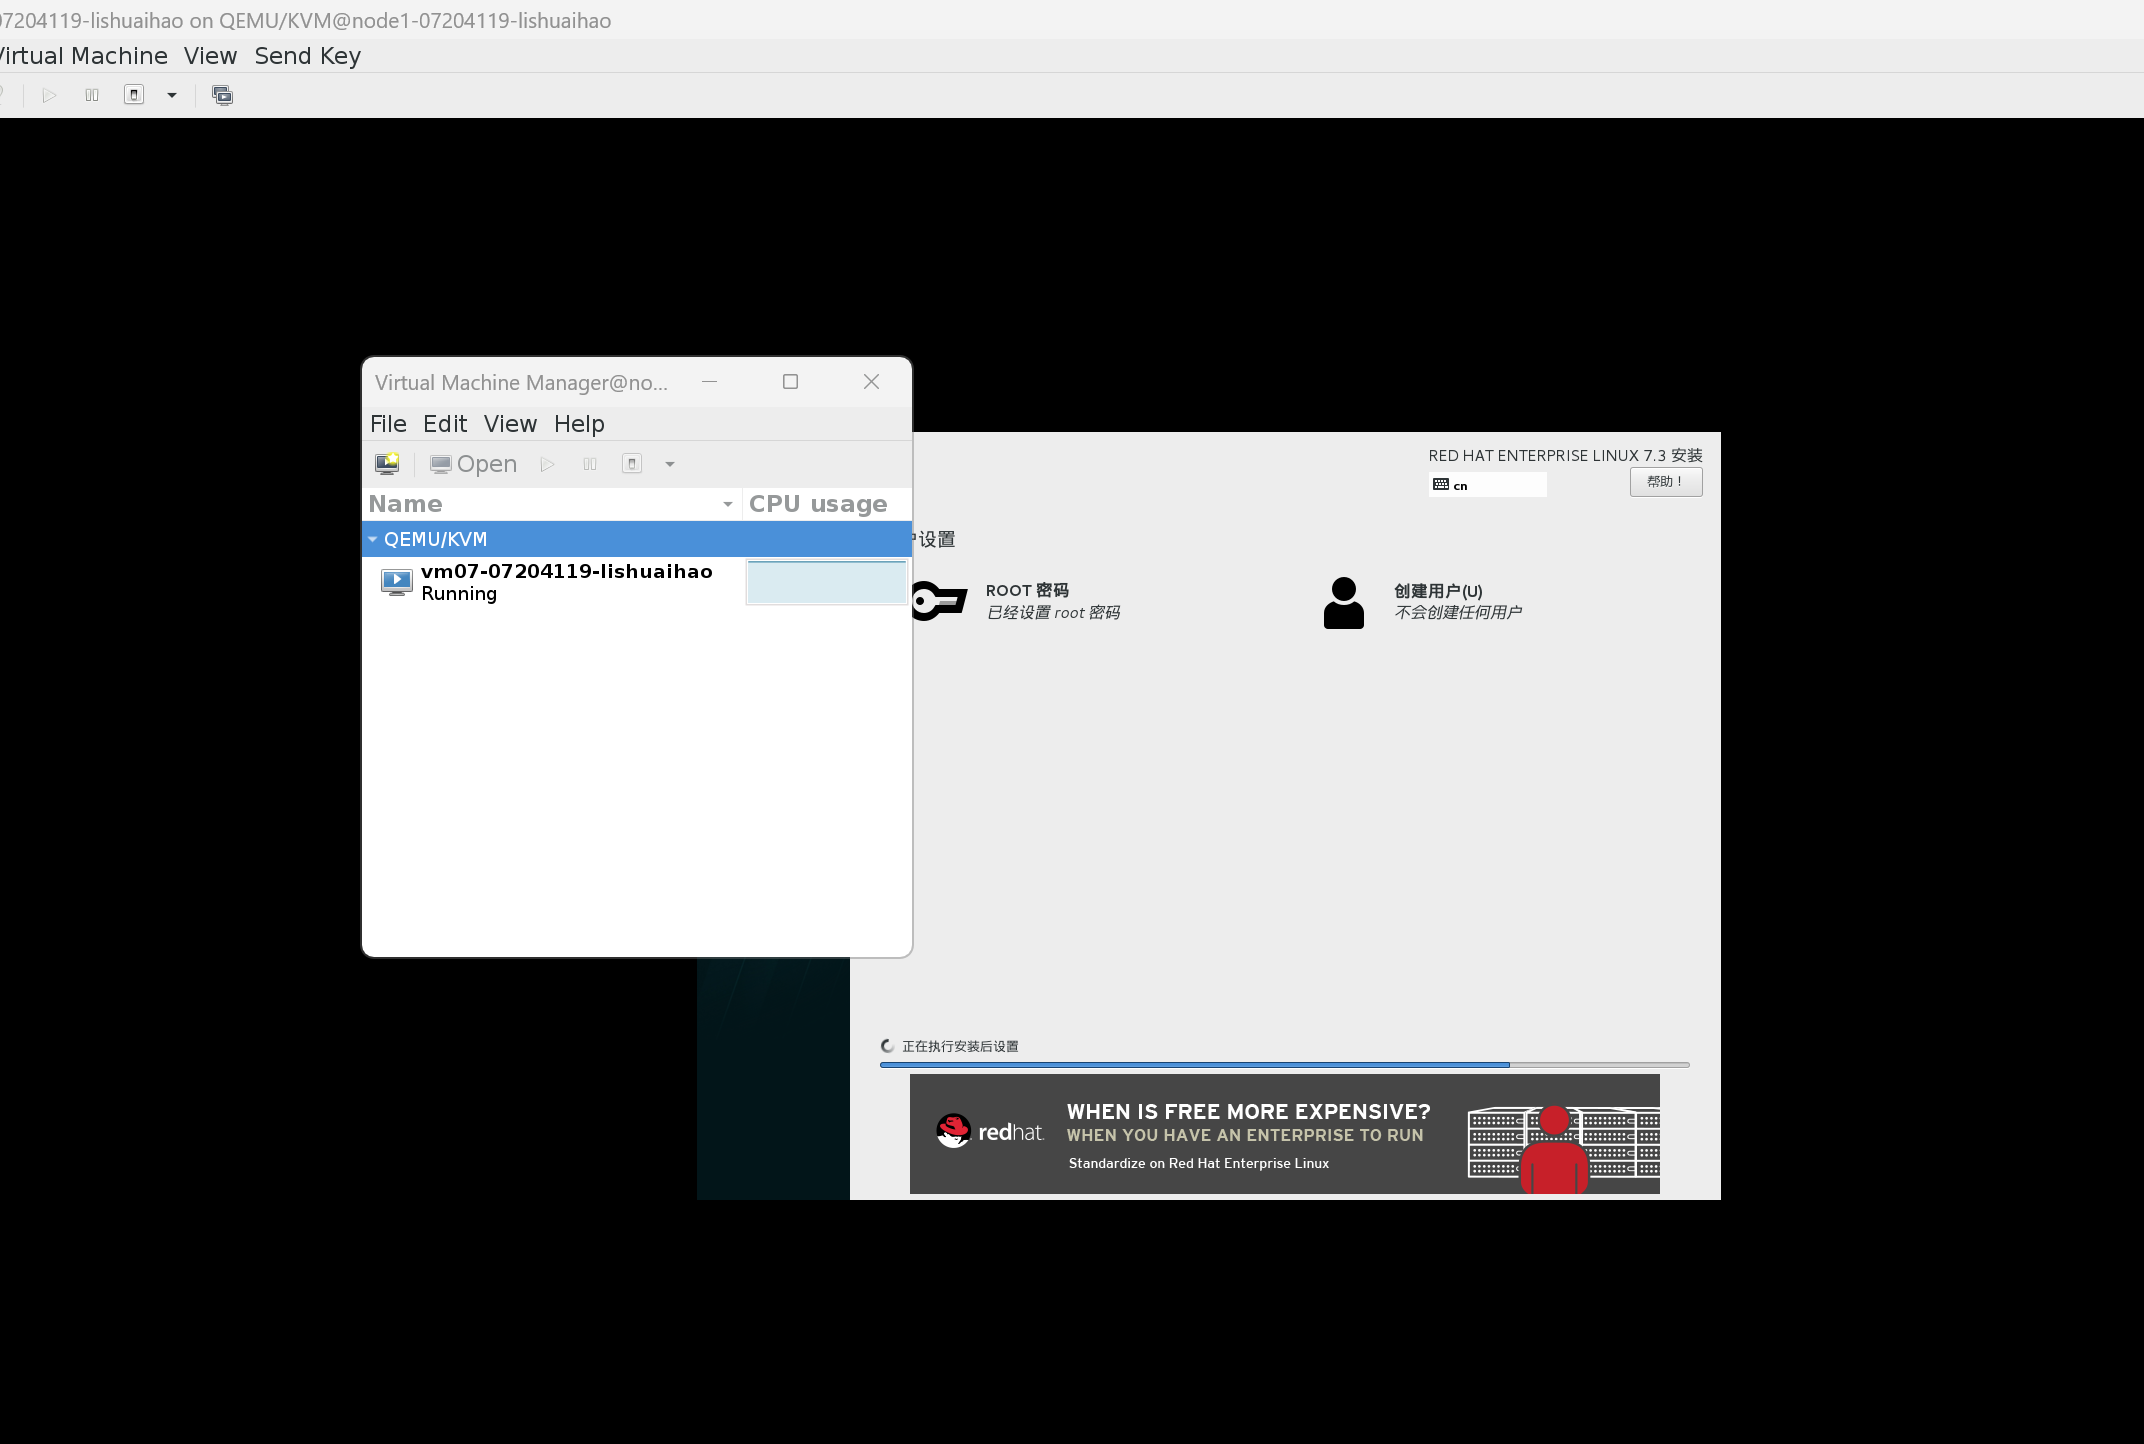 07204119-lishuaihao on QEMU/KVM@node1-07204119-lishuaihao
Virtual Machine View Send Key
Virtual Machine Manager@no...
File Edit View Help
Open
Name CPU usage
QEMU/KVM
vm07-07204119-lishuaihao
Running
RED HAT ENTERPRISE LINUX 7.3 安装
cn
帮助！
户设置
ROOT 密码
已经设置 root 密码
创建用户(U)
不会创建任何用户
正在执行安装后设置
redhat.
WHEN IS FREE MORE EXPENSIVE?
WHEN YOU HAVE AN ENTERPRISE TO RUN
Standardize on Red Hat Enterprise Linux